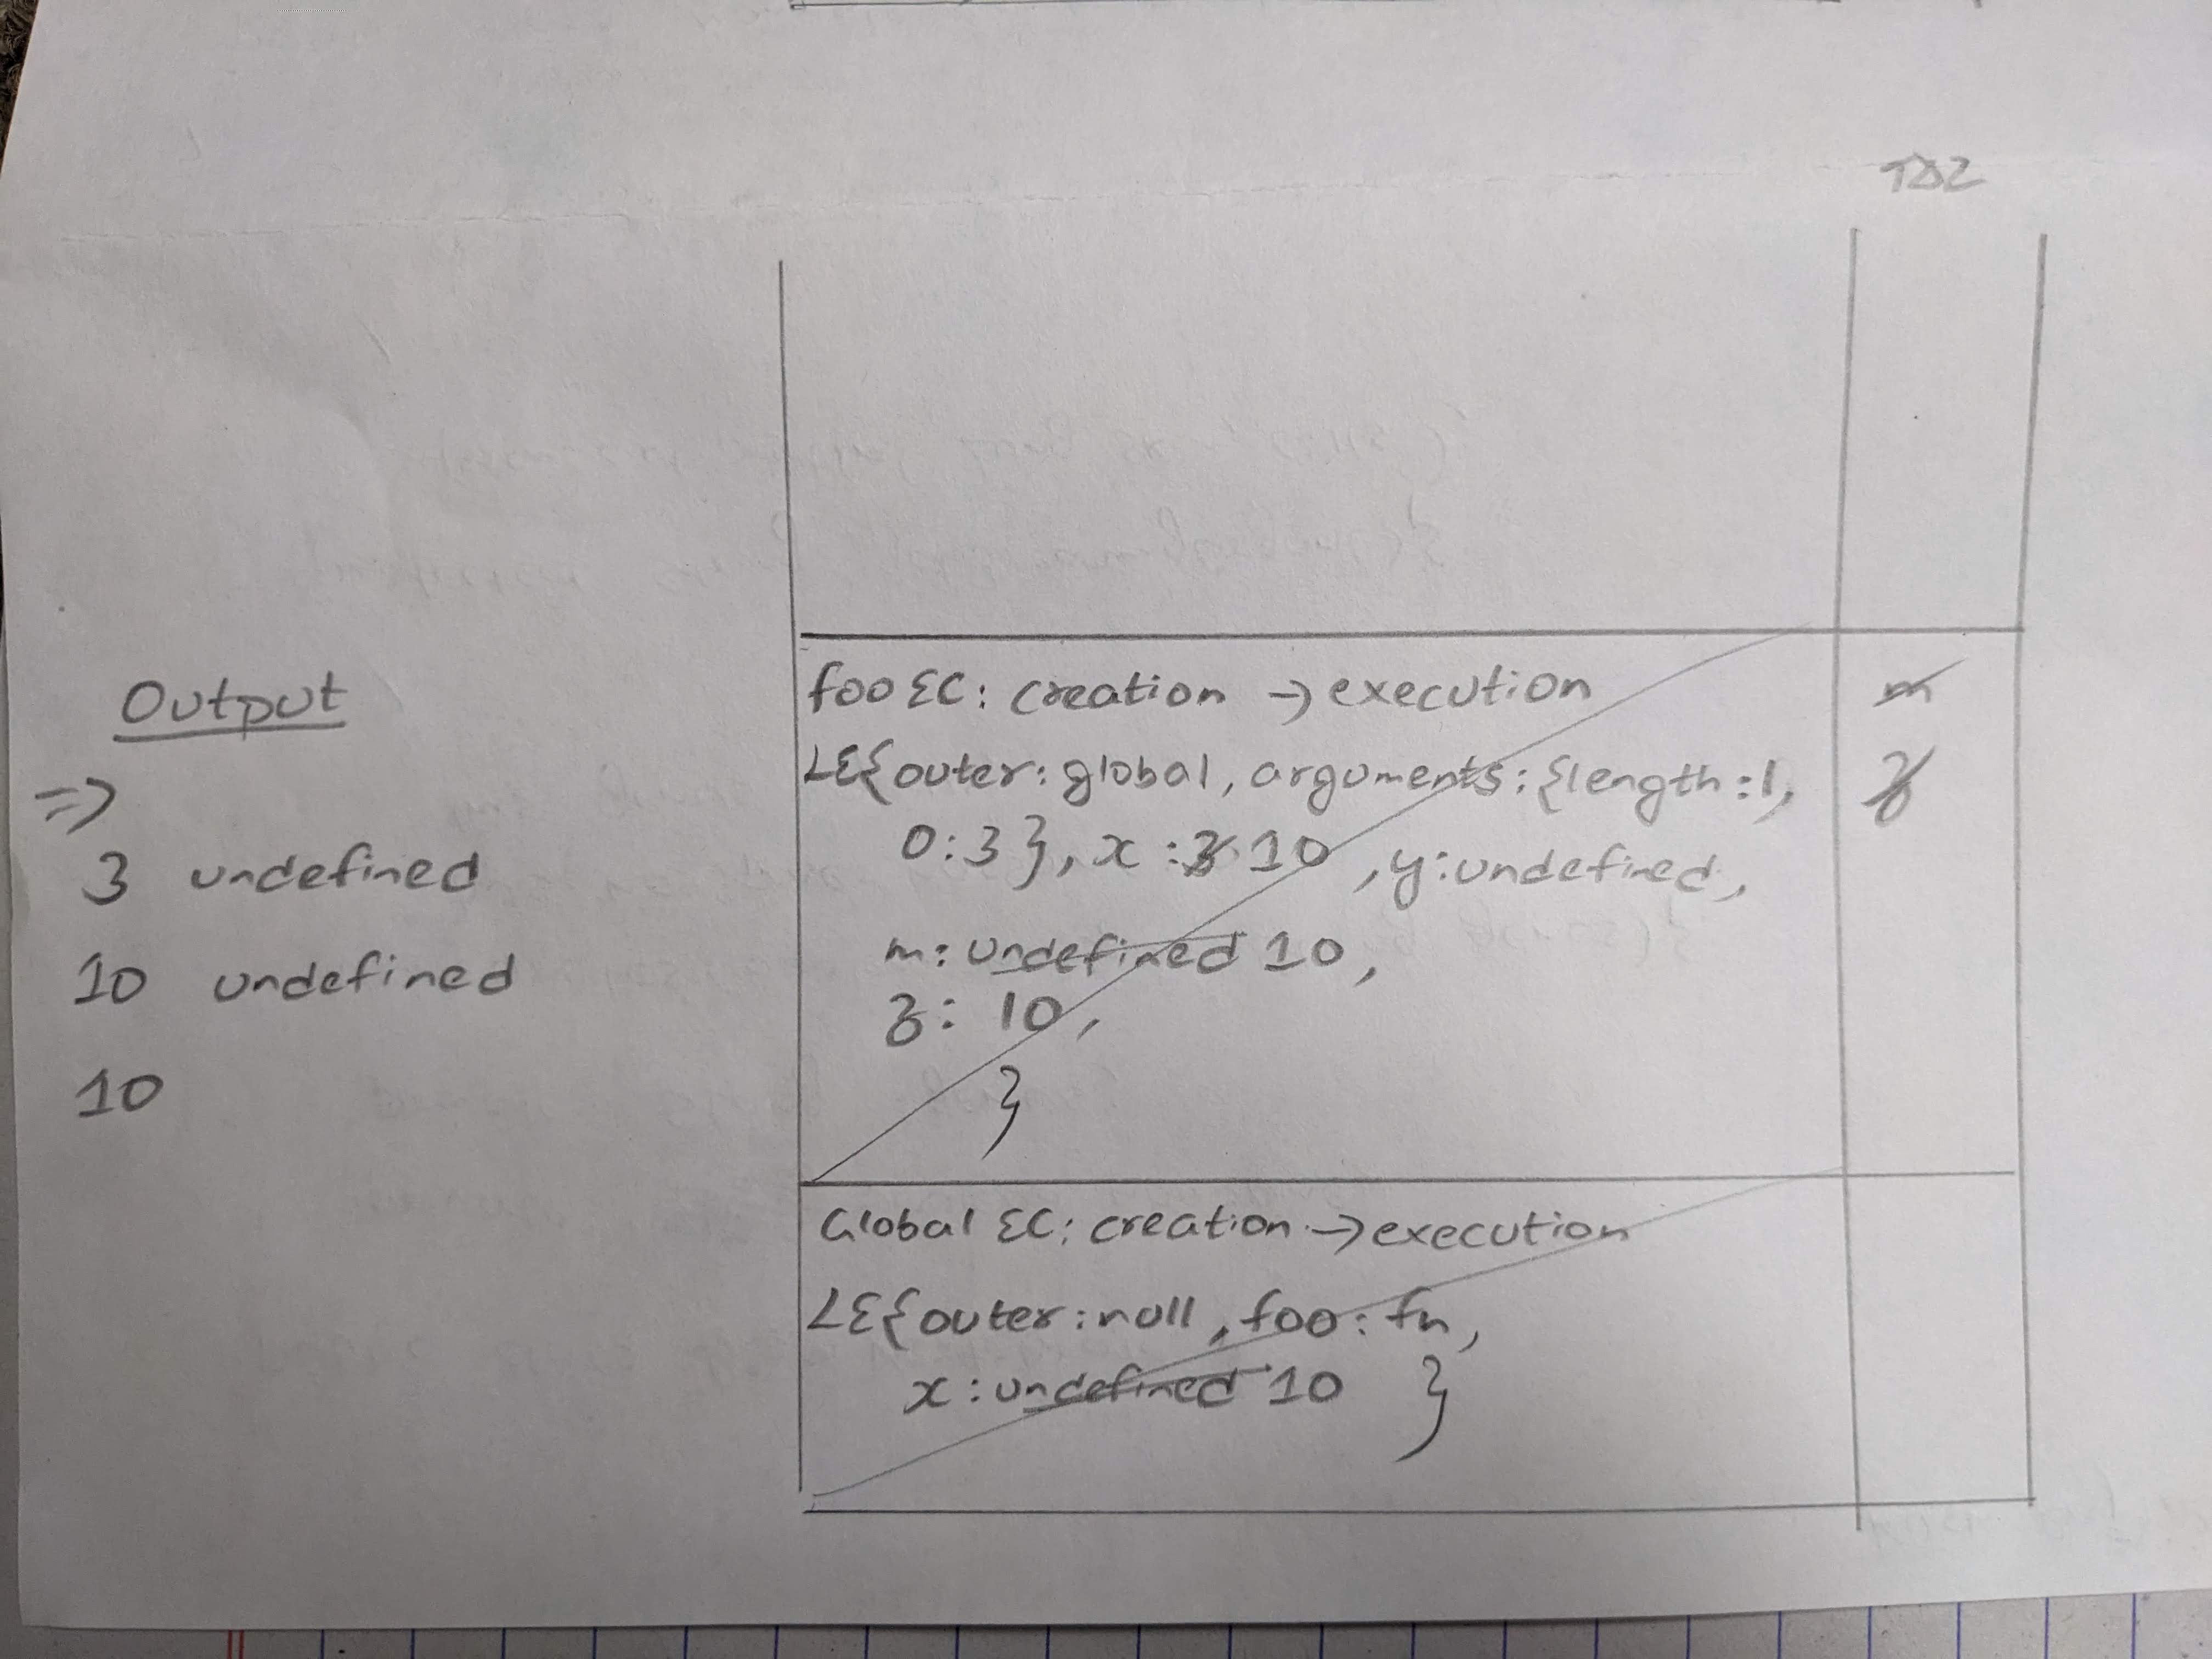 TDZ
Output
=>
3 undefined
10 undefined
10
foo EC: creation → execution
LE{outer: global, arguments: {length: 1,
0:3}, x: 3 10, y: undefined,
m: undefined 10,
z: 10,
}
m
z
Global EC: creation → execution
LE{outer: null, foo: fn,
x: undefined 10 }